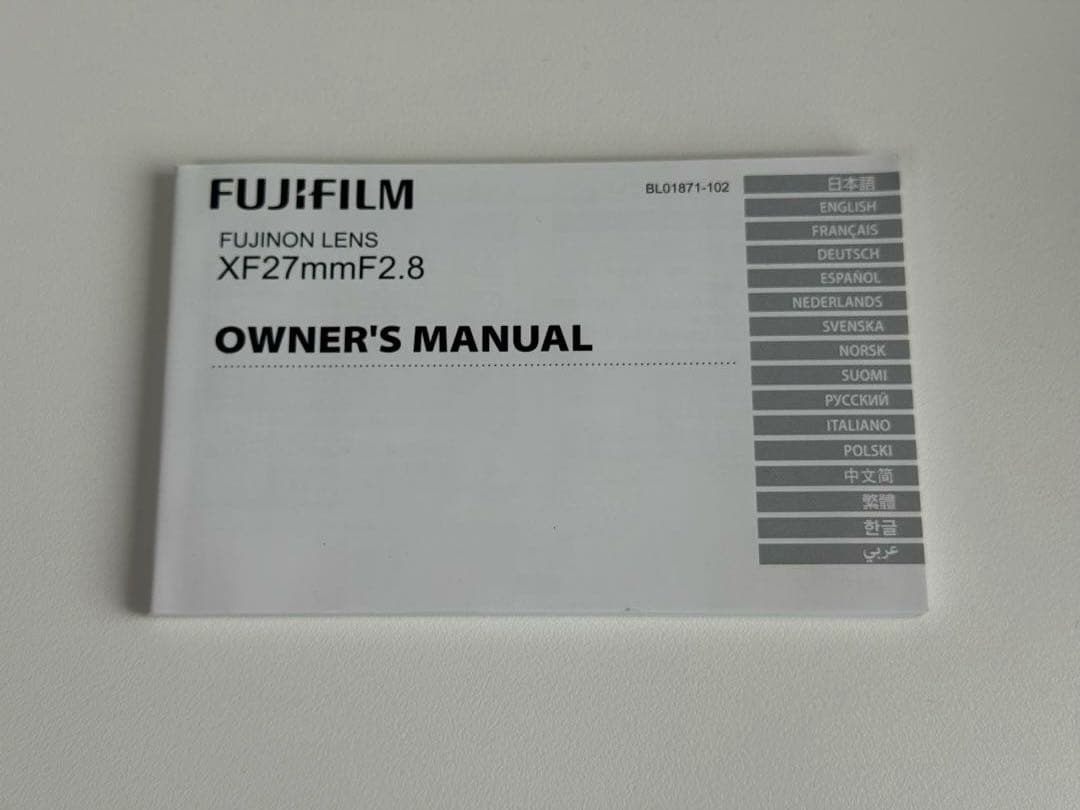 FUJIFILM
BL01871-102
FUJINON LENS
XF27mmF2.8
OWNER'S MANUAL
日本語
ENGLISH
FRANÇAIS
DEUTSCH
ESPAÑOL
NEDERLANDS
SVENSKA
NORSK
SUOMI
РУССКИЙ
ITALIANO
POLSKI
中文简
繁體
한글
عربي